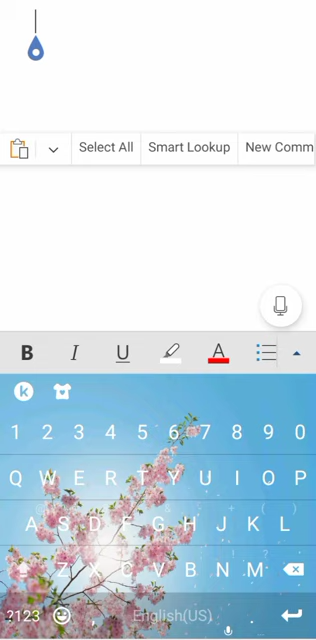 Select All Smart Lookup New Comm
B I U A
k
1 2 3 4 5 6 7 8 9 0
Q W E R T Y U I O P
A S D F G H J K L
Z X C V B N M
?123 , English(US) .